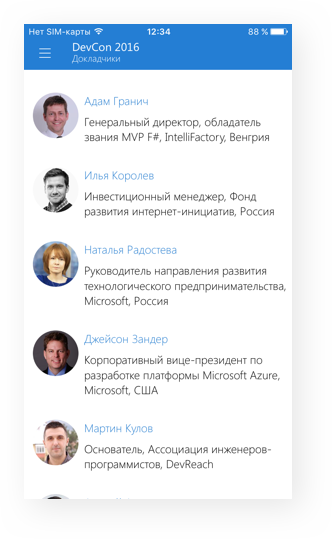 Нет SIM-карты 12:34 88 %
DevCon 2016
Докладчики
Адам Гранич
Генеральный директор, обладатель
звания MVP F#, IntelliFactory, Венгрия
Илья Королев
Инвестиционный менеджер, Фонд
развития интернет-инициатив, Россия
Наталья Радостева
Руководитель направления развития
технологического предпринимательства,
Microsoft, Россия
Джейсон Зандер
Корпоративный вице-президент по
разработке платформы Microsoft Azure,
Microsoft, США
Мартин Кулов
Основатель, Ассоциация инженеров-
программистов, DevReach